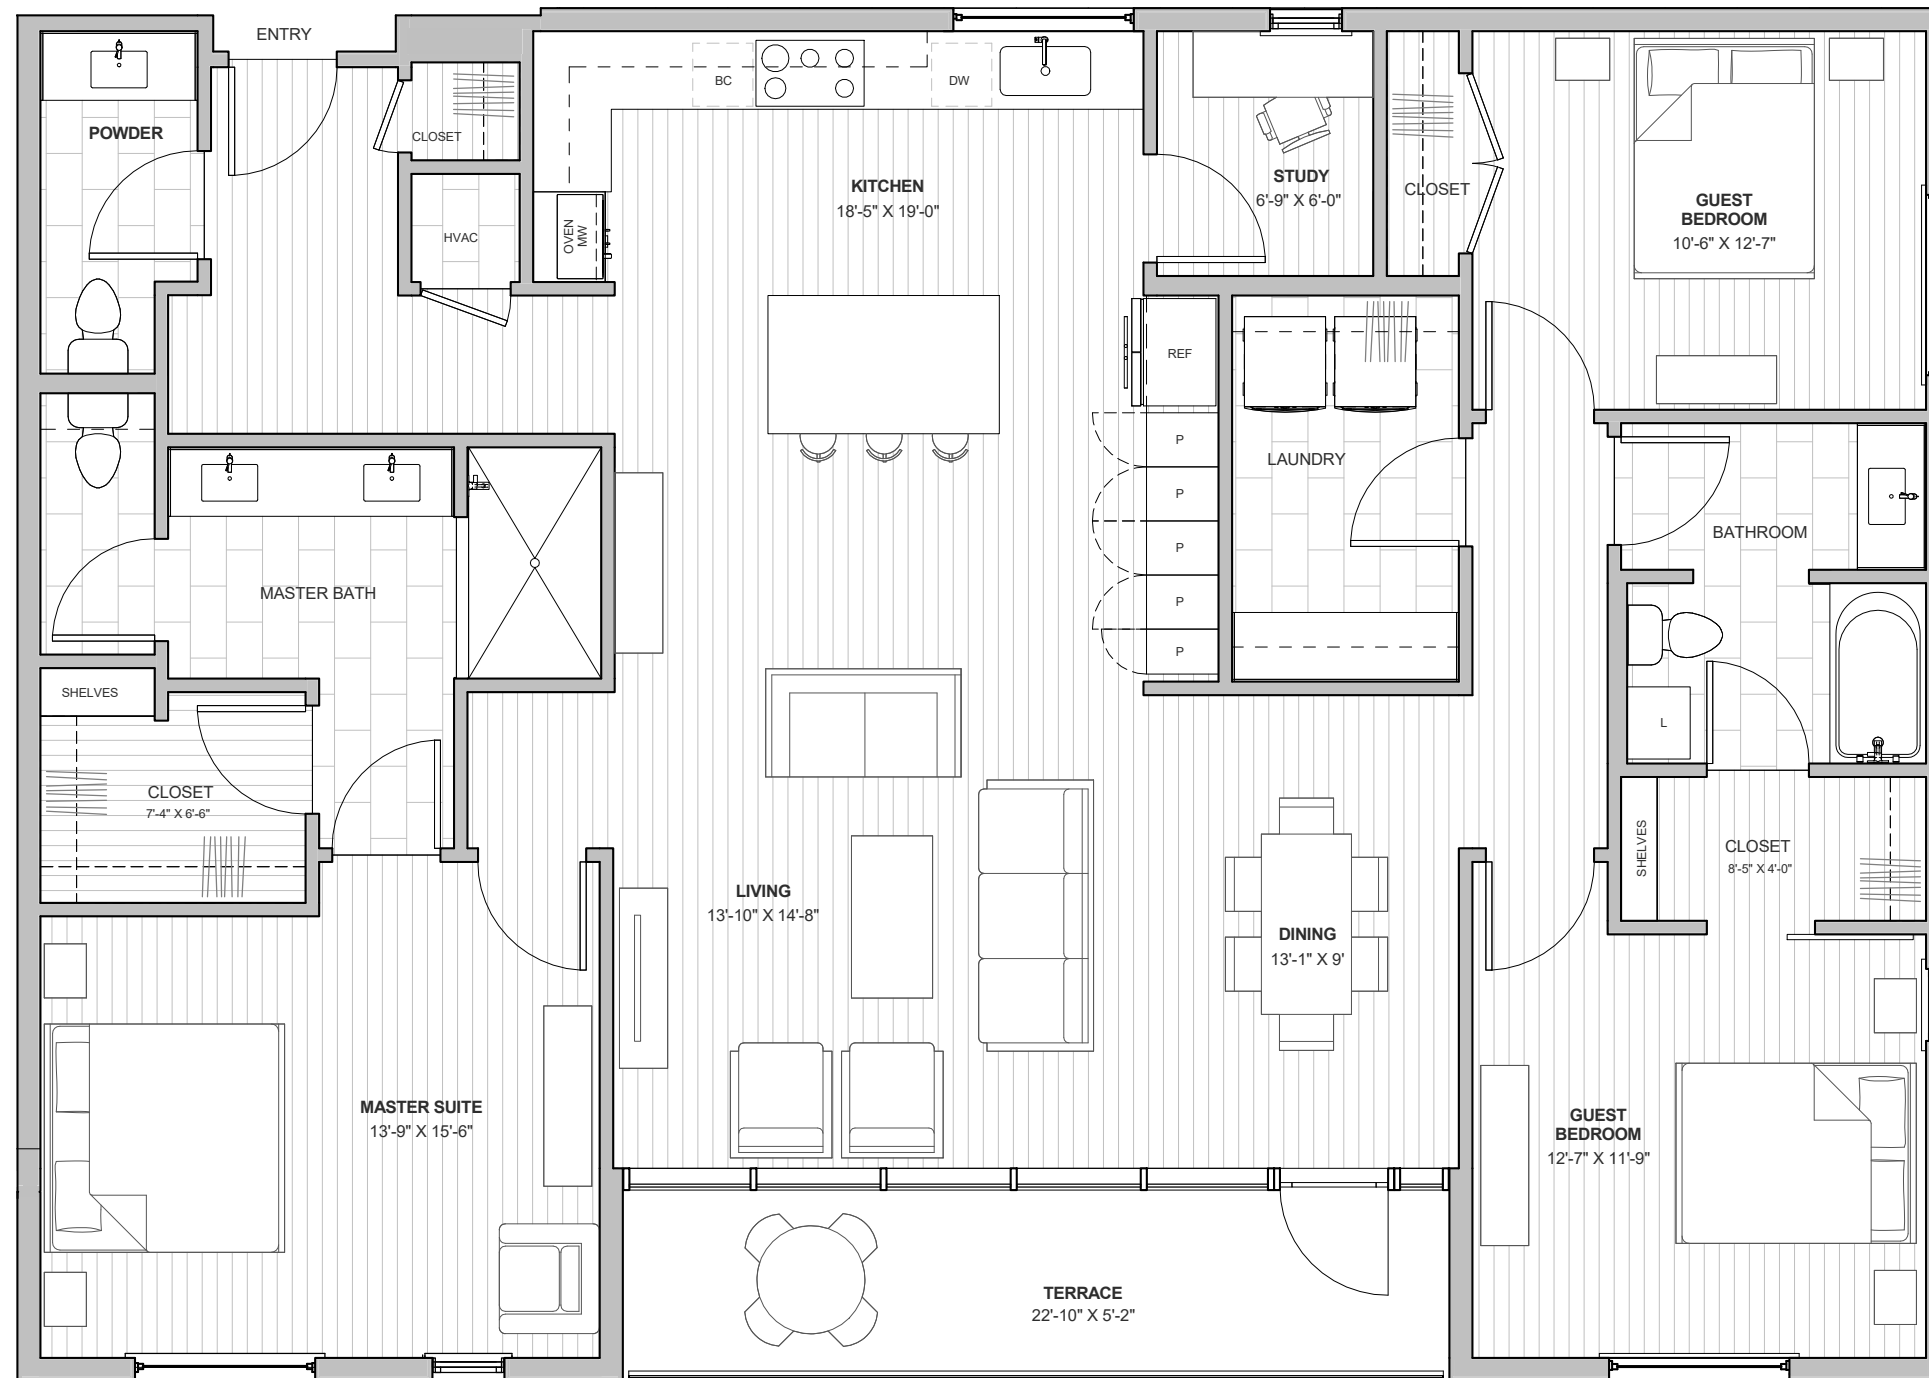 ENTRY
POWDER
CLOSET
HVAC
OVEN
MW
BC
DW
KITCHEN
18'-5" X 19'-0"
STUDY
6'-9" X 6'-0"
CLOSET
GUEST
BEDROOM
10'-6" X 12'-7"
REF
P
P
P
P
P
LAUNDRY
BATHROOM
L
MASTER BATH
SHELVES
CLOSET
7'-4" X 6'-6"
SHELVES
CLOSET
8'-5" X 4'-0"
LIVING
13'-10" X 14'-8"
DINING
13'-1" X 9'
MASTER SUITE
13'-9" X 15'-6"
GUEST
BEDROOM
12'-7" X 11'-9"
TERRACE
22'-10" X 5'-2"